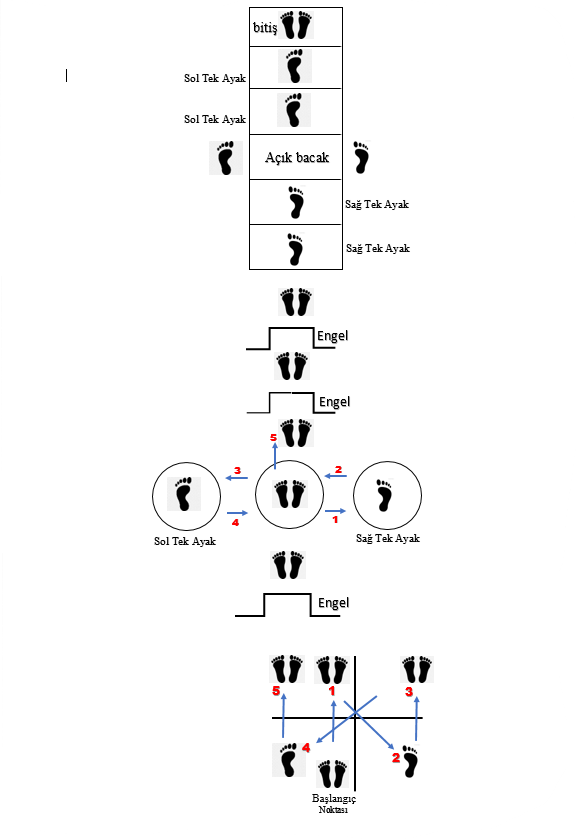 bitiş
Sol Tek Ayak
Sol Tek Ayak
Açık bacak
Sağ Tek Ayak
Sağ Tek Ayak
Engel
Engel
5
3
2
4
1
Sol Tek Ayak
Sağ Tek Ayak
Engel
5
1
3
4
2
Başlangıç
Noktası